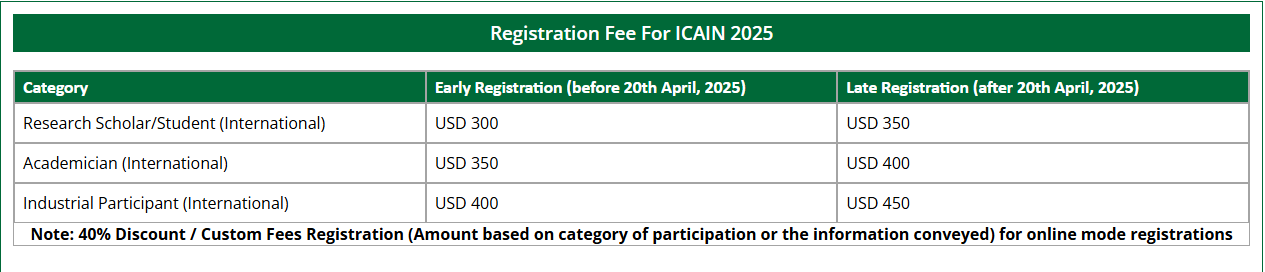 Registration Fee For ICAIN 2025
Category Early Registration (before 20th April, 2025) Late Registration (after 20th April, 2025)
Research Scholar/Student (International) USD 300 USD 350
Academician (International) USD 350 USD 400
Industrial Participant (International) USD 400 USD 450
Note: 40% Discount / Custom Fees Registration (Amount based on category of participation or the information conveyed) for online mode registrations